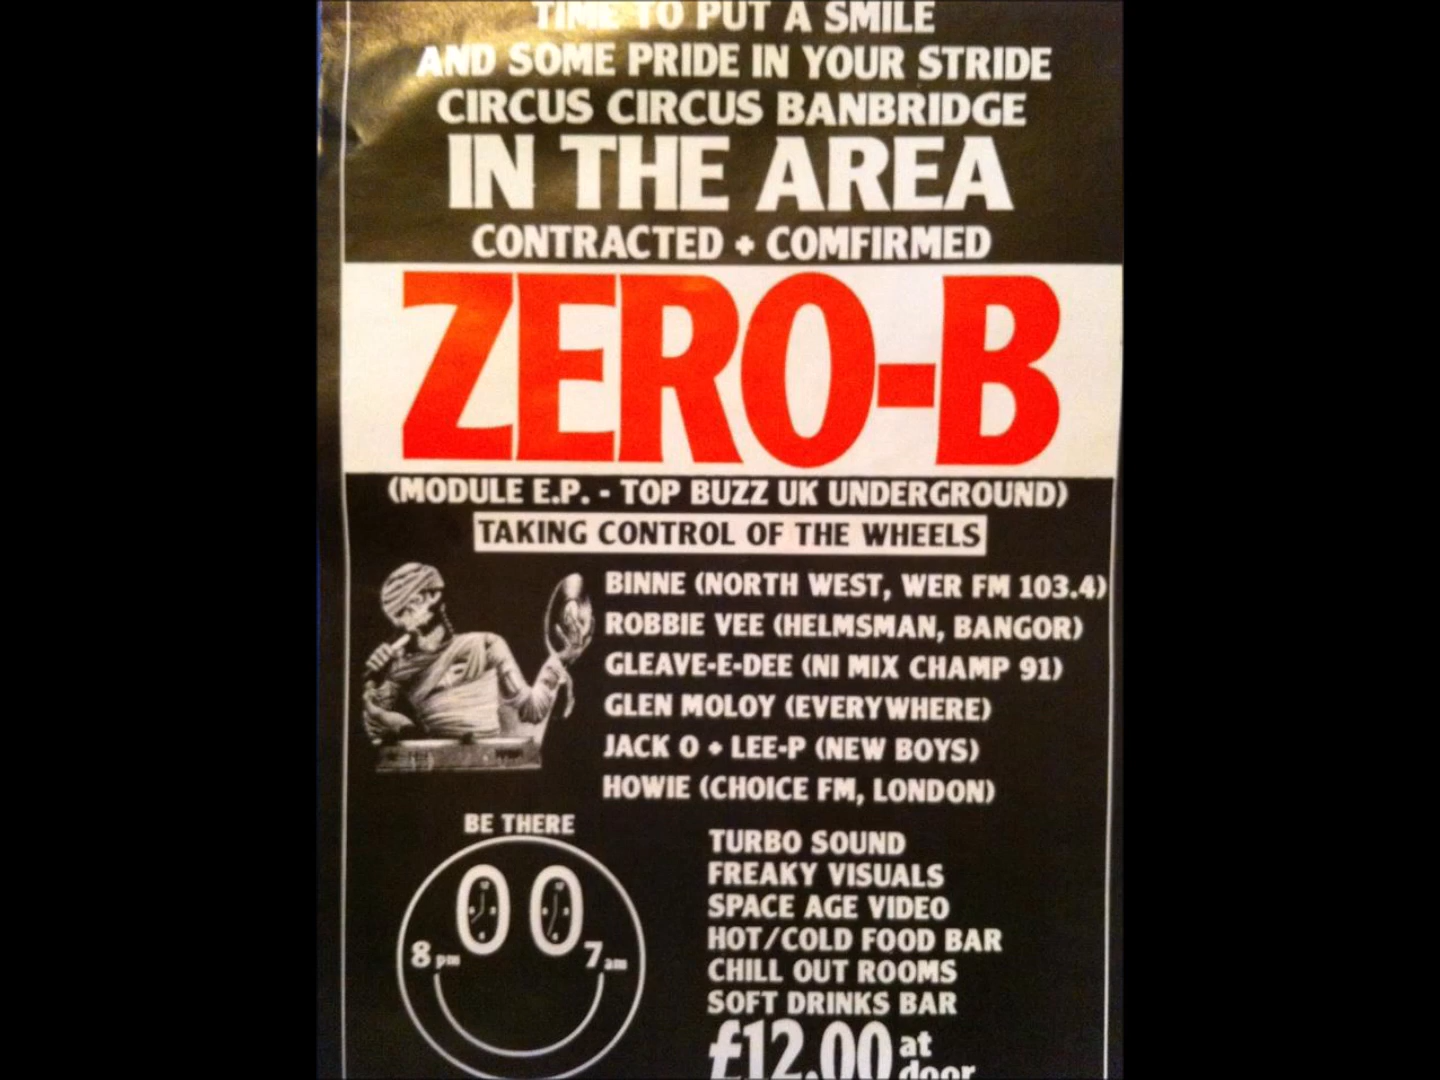 TIME TO PUT A SMILE
AND SOME PRIDE IN YOUR STRIDE
CIRCUS CIRCUS BANBRIDGE
IN THE AREA
CONTRACTED + COMFIRMED
ZERO-B
(MODULE E.P. - TOP BUZZ UK UNDERGROUND)
TAKING CONTROL OF THE WHEELS
BINNE (NORTH WEST, WER FM 103.4)
ROBBIE VEE (HELMSMAN, BANGOR)
GLEAVE-E-DEE (NI MIX CHAMP 91)
GLEN MOLOY (EVERYWHERE)
JACK O + LEE-P (NEW BOYS)
HOWIE (CHOICE FM, LONDON)
BE THERE
8pm 7am
TURBO SOUND
FREAKY VISUALS
SPACE AGE VIDEO
HOT/COLD FOOD BAR
CHILL OUT ROOMS
SOFT DRINKS BAR
£12.00 at door